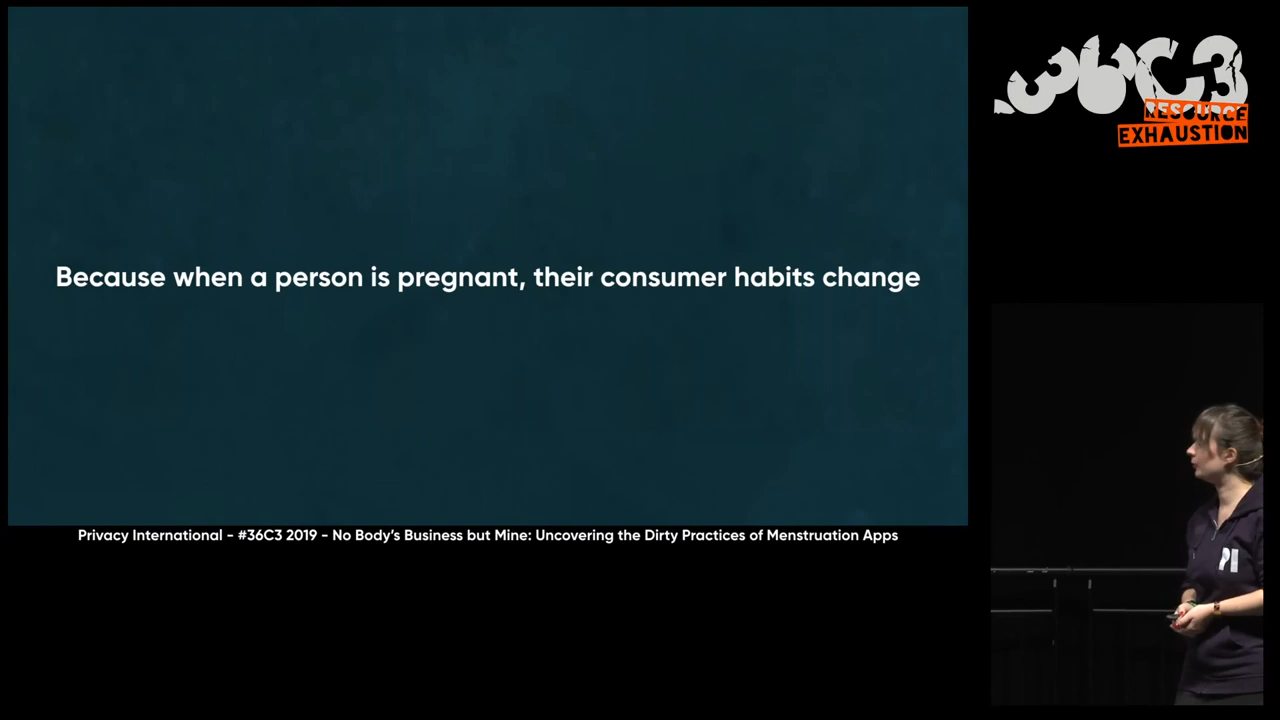 36C3
RESOURCE
EXHAUSTION
Because when a person is pregnant, their consumer habits change
Privacy International - #36C3 2019 - No Body’s Business but Mine: Uncovering the Dirty Practices of Menstruation Apps
PI